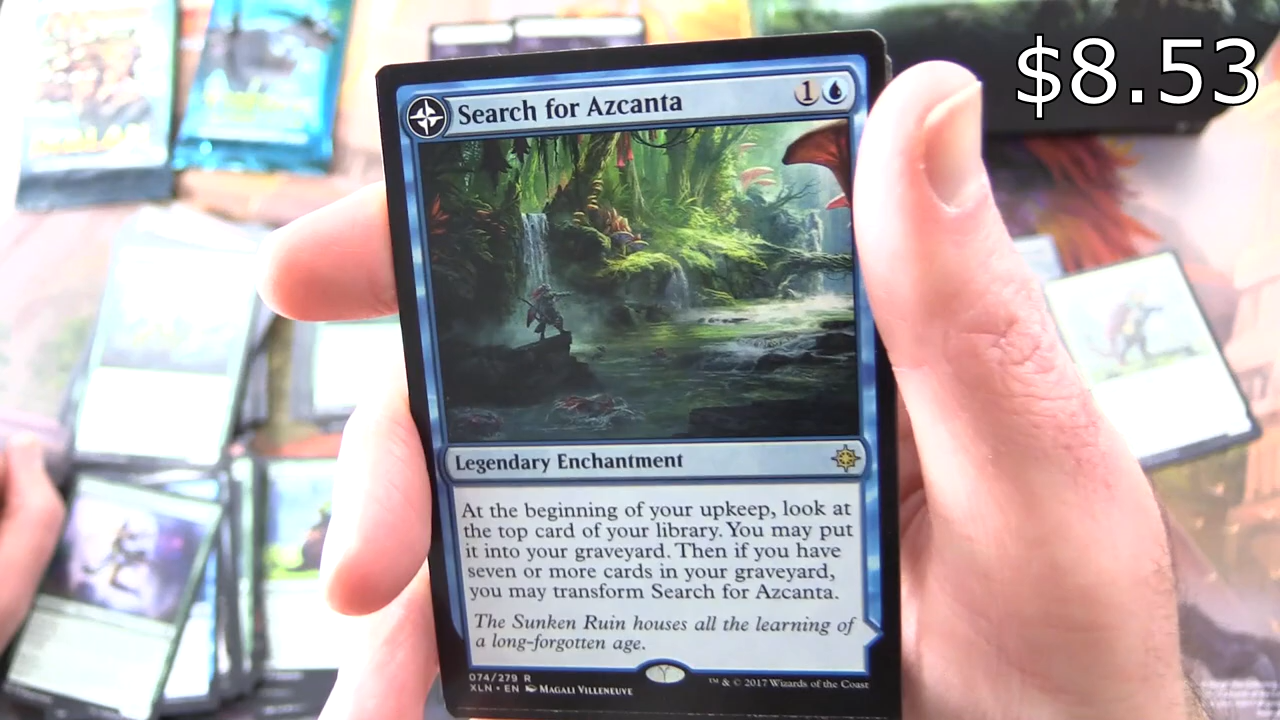 $8.53
Search for Azcanta 1
Legendary Enchantment
At the beginning of your upkeep, look at
the top card of your library. You may put
it into your graveyard. Then if you have
seven or more cards in your graveyard,
you may transform Search for Azcanta.
The Sunken Ruin houses all the learning of
a long-forgotten age.
074/279 R
XLN • EN Magali Villeneuve
™ & © 2017 Wizards of the Coast